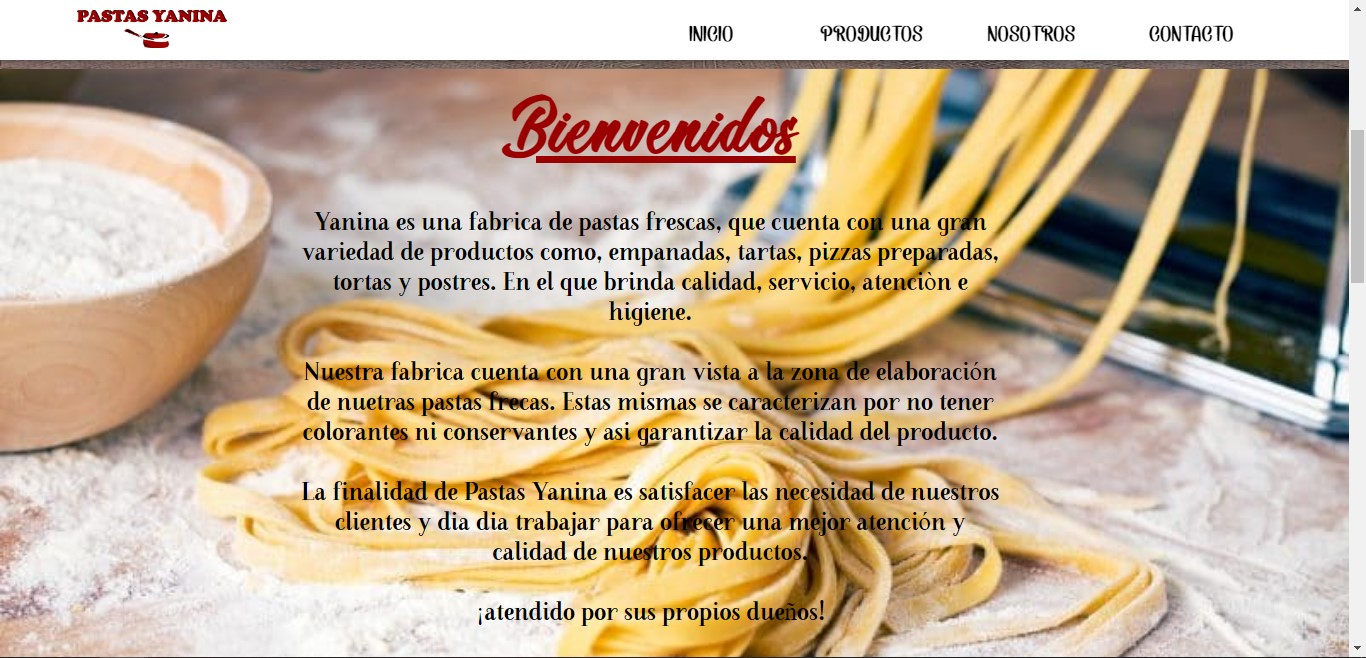 PASTAS YANINA
INICIO
PRODUCTOS
NOSOTROS
CONTACTO
Bienvenidos
Yanina es una fabrica de pastas frescas, que cuenta con una gran
variedad de productos como, empanadas, tartas, pizzas preparadas,
tortas y postres. En el que brinda calidad, servicio, atenciòn e
higiene.
Nuestra fabrica cuenta con una gran vista a la zona de elaboración
de nuetras pastas frecas. Estas mismas se caracterizan por no tener
colorantes ni conservantes y asi garantizar la calidad del producto.
La finalidad de Pastas Yanina es satisfacer las necesidad de nuestros
clientes y dia dia trabajar para ofrecer una mejor atención y
calidad de nuestros productos.
¡atendido por sus propios dueños!